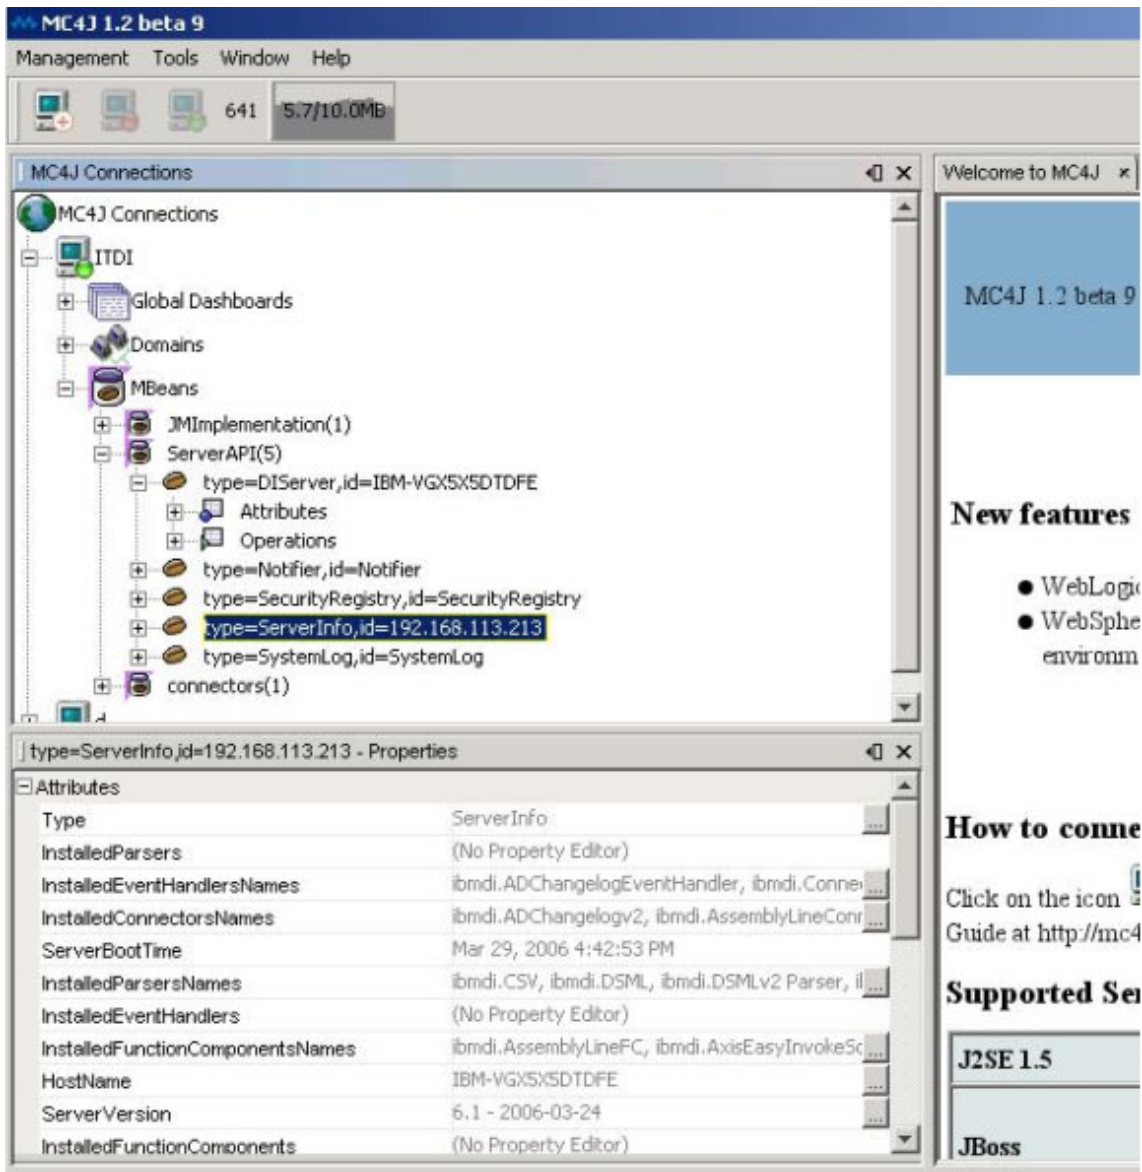 MC4J 1.2 beta 9
Management Tools Window Help
641 5.7/10.0MB
MC4J Connections
MC4J Connections
ITDI
Global Dashboards
Domains
MBeans
JMImplementation(1)
ServerAPI(5)
type=DIServer,id=IBM-VGX5X5DTDFE
Attributes
Operations
type=Notifier,id=Notifier
type=SecurityRegistry,id=SecurityRegistry
type=ServerInfo,id=192.168.113.213
type=SystemLog,id=SystemLog
connectors(1)
type=ServerInfo,id=192.168.113.213 - Properties
Attributes
Type ServerInfo
InstalledParsers (No Property Editor)
InstalledEventHandlersNames ibmdi.ADChangelogEventHandler, ibmdi.Conne
InstalledConnectorsNames ibmdi.ADChangelogv2, ibmdi.AssemblyLineConr
ServerBootTime Mar 29, 2006 4:42:53 PM
InstalledParsersNames ibmdi.CSV, ibmdi.DSML, ibmdi.DSMLv2 Parser, il
InstalledEventHandlers (No Property Editor)
InstalledFunctionComponentsNames ibmdi.AssemblyLineFC, ibmdi.AxisEasyInvokeSc
HostName IBM-VGX5X5DTDFE
ServerVersion 6.1 - 2006-03-24
InstalledFunctionComponents (No Property Editor)
Welcome to MC4J
MC4J 1.2 beta 9
New features
WebLogic
WebSphe
environm
How to conne
Click on the icon
Guide at http://mc4
Supported Ser
J2SE 1.5
JBoss